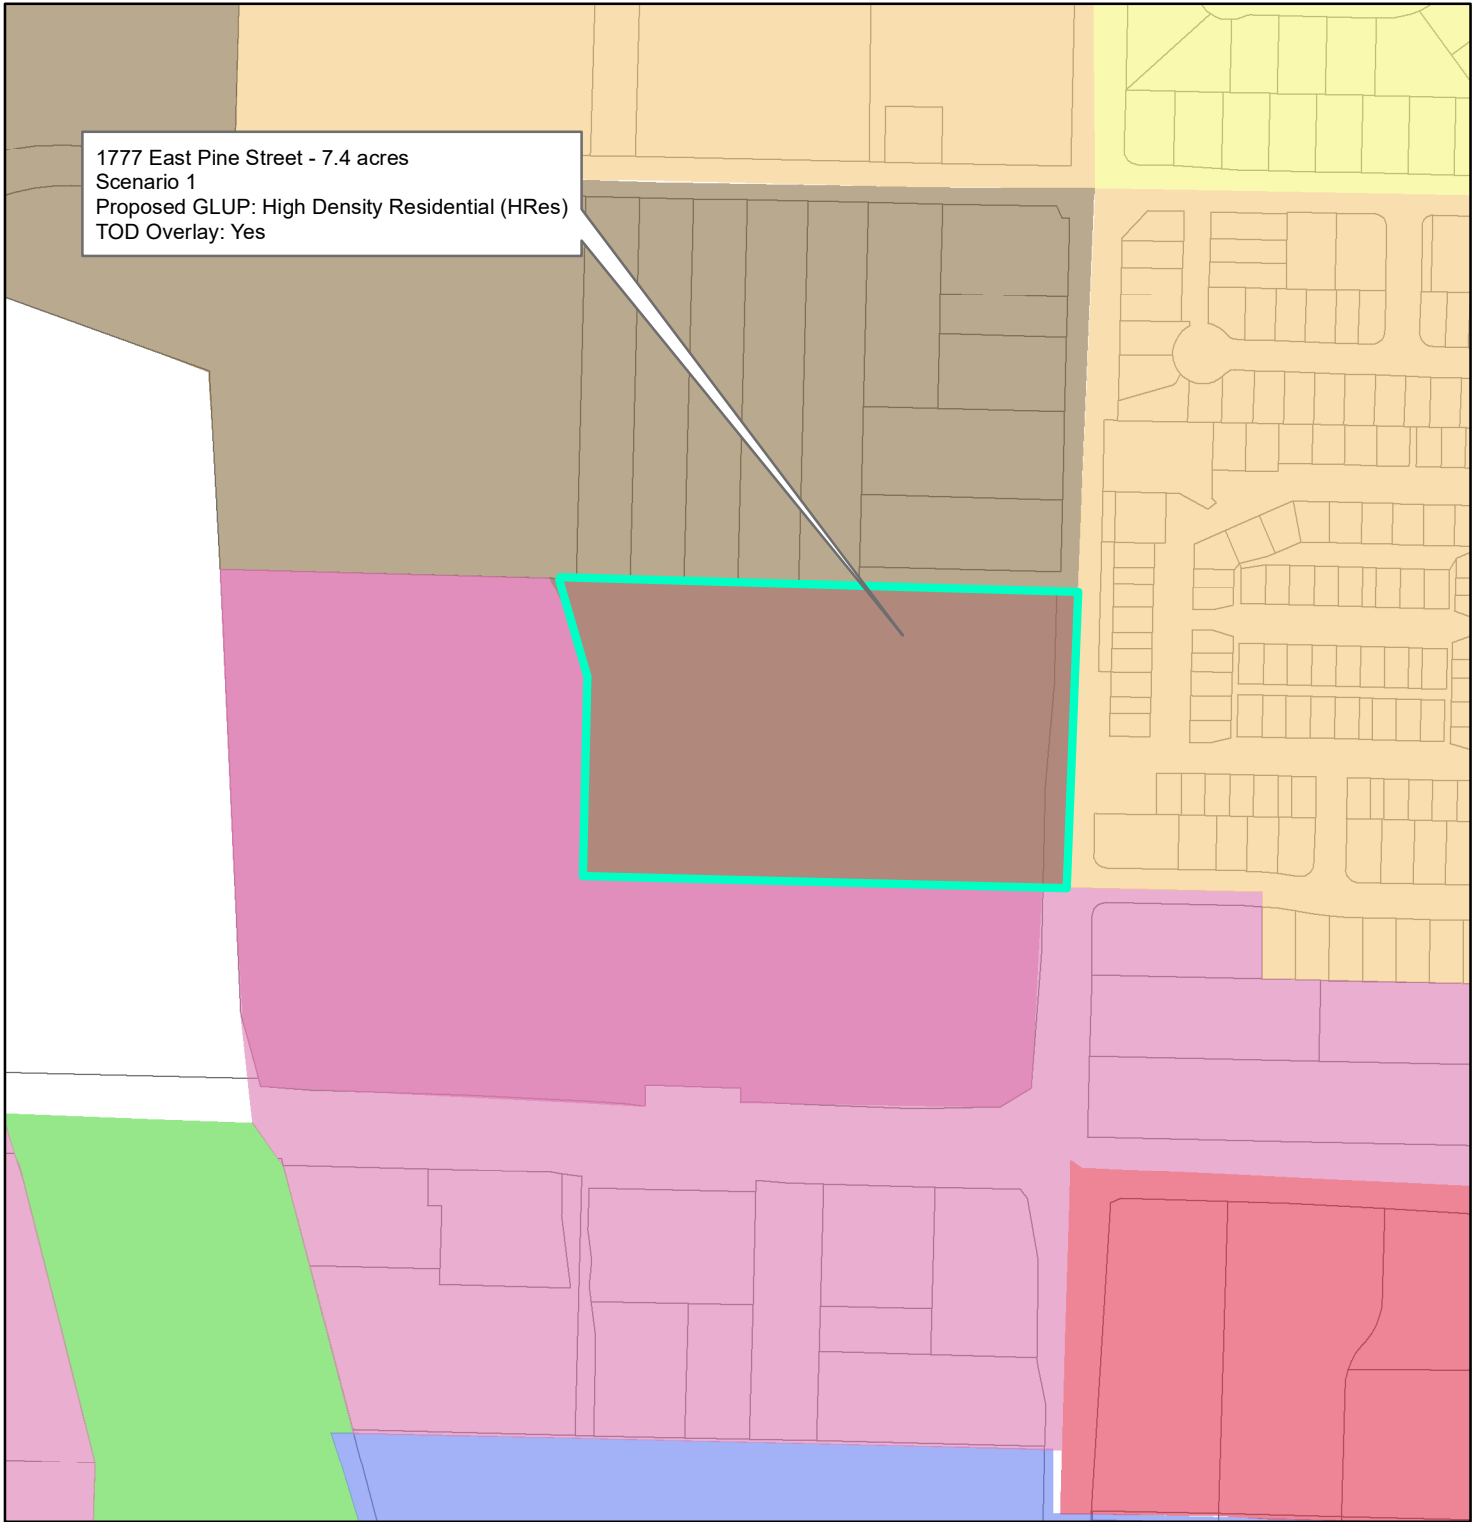 1777 East Pine Street - 7.4 acres
Scenario 1
Proposed GLUP: High Density Residential (HRes)
TOD Overlay: Yes